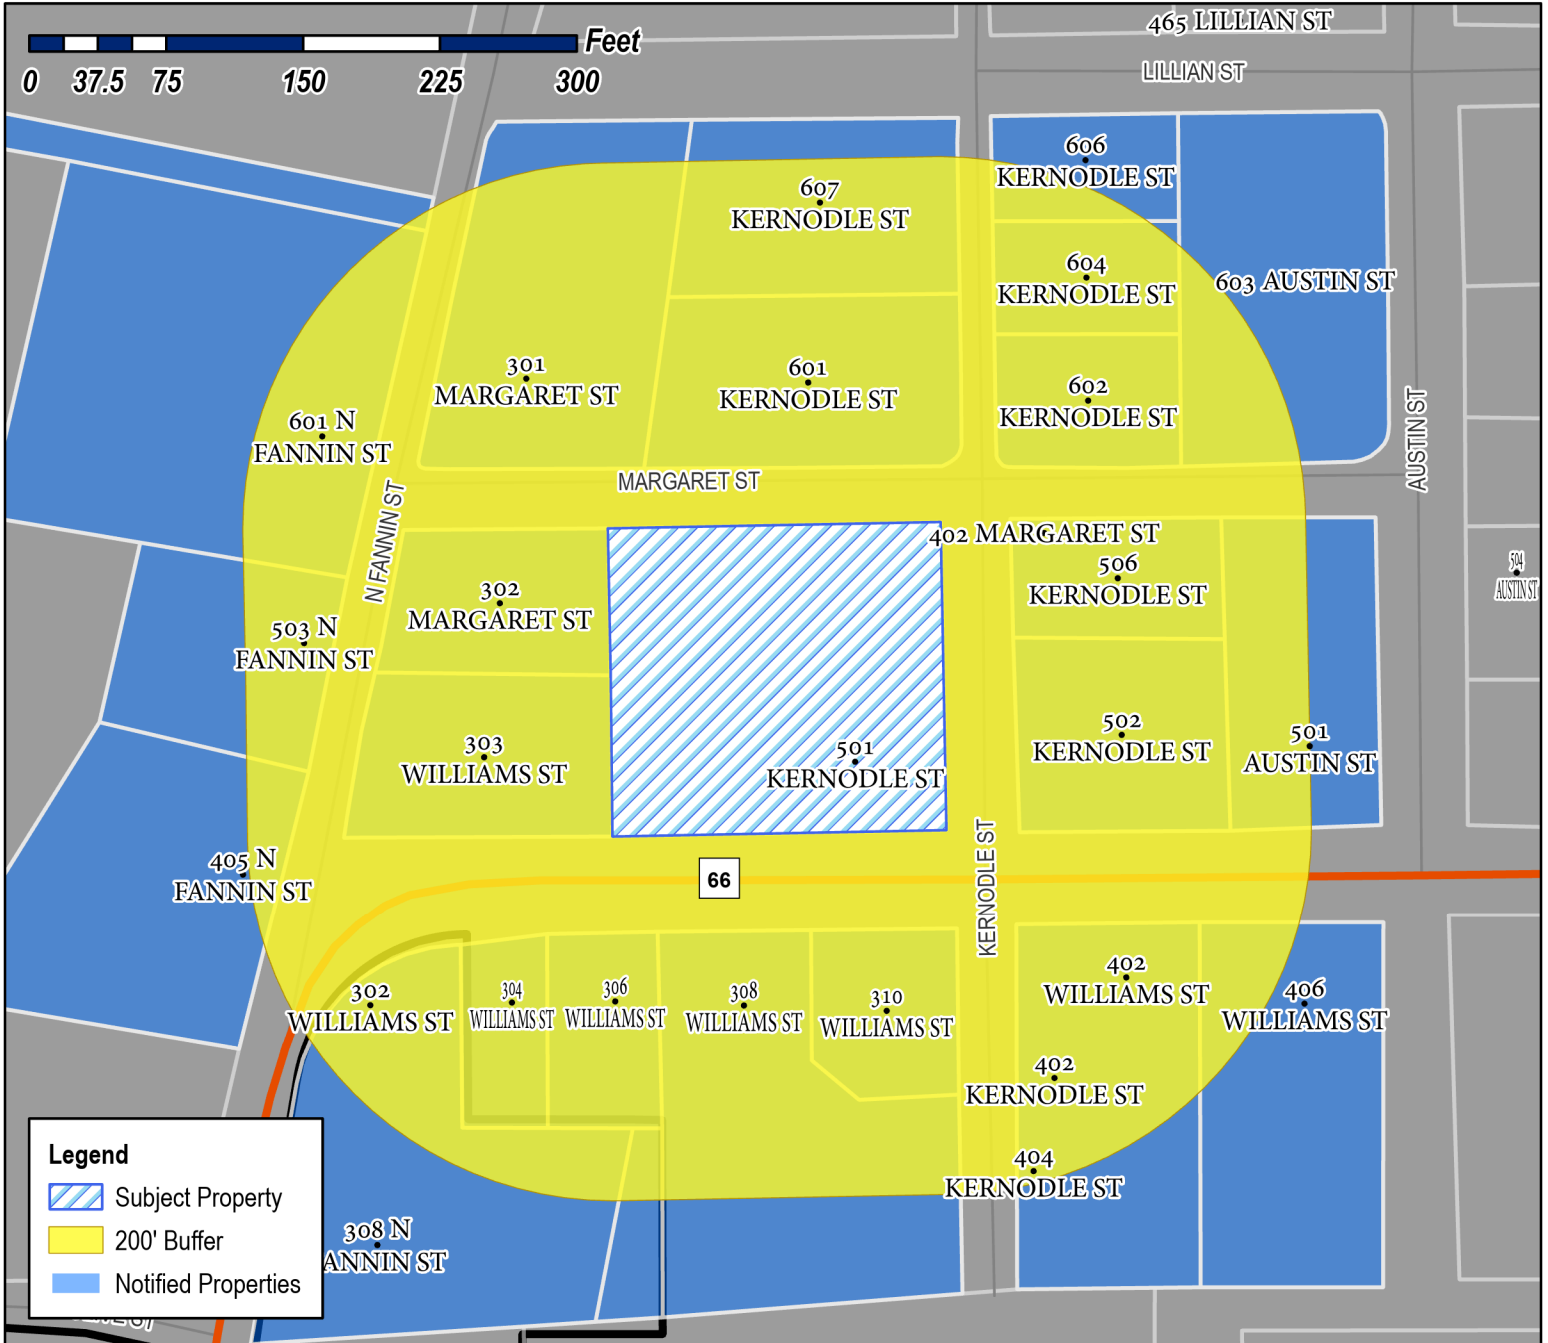 465 LILLIAN ST
Feet
0 37.5 75 150 225 300
LILLIAN ST
606
KERNODLE ST
607
KERNODLE ST
604
KERNODLE ST
603 AUSTIN ST
301
MARGARET ST
601
KERNODLE ST
602
KERNODLE ST
601 N
FANNIN ST
AUSTIN ST
MARGARET ST
N FANNIN ST
402 MARGARET ST
506
KERNODLE ST
504
AUSTIN ST
302
MARGARET ST
503 N
FANNIN ST
502
KERNODLE ST
501
AUSTIN ST
303
WILLIAMS ST
501
KERNODLE ST
405 N
FANNIN ST
66
KERNODLE ST
302
WILLIAMS ST
304
WILLIAMS ST
306
WILLIAMS ST
308
WILLIAMS ST
310
WILLIAMS ST
402
WILLIAMS ST
406
WILLIAMS ST
402
KERNODLE ST
404
KERNODLE ST
308 N
ANNIN ST
Legend
Subject Property
200' Buffer
Notified Properties